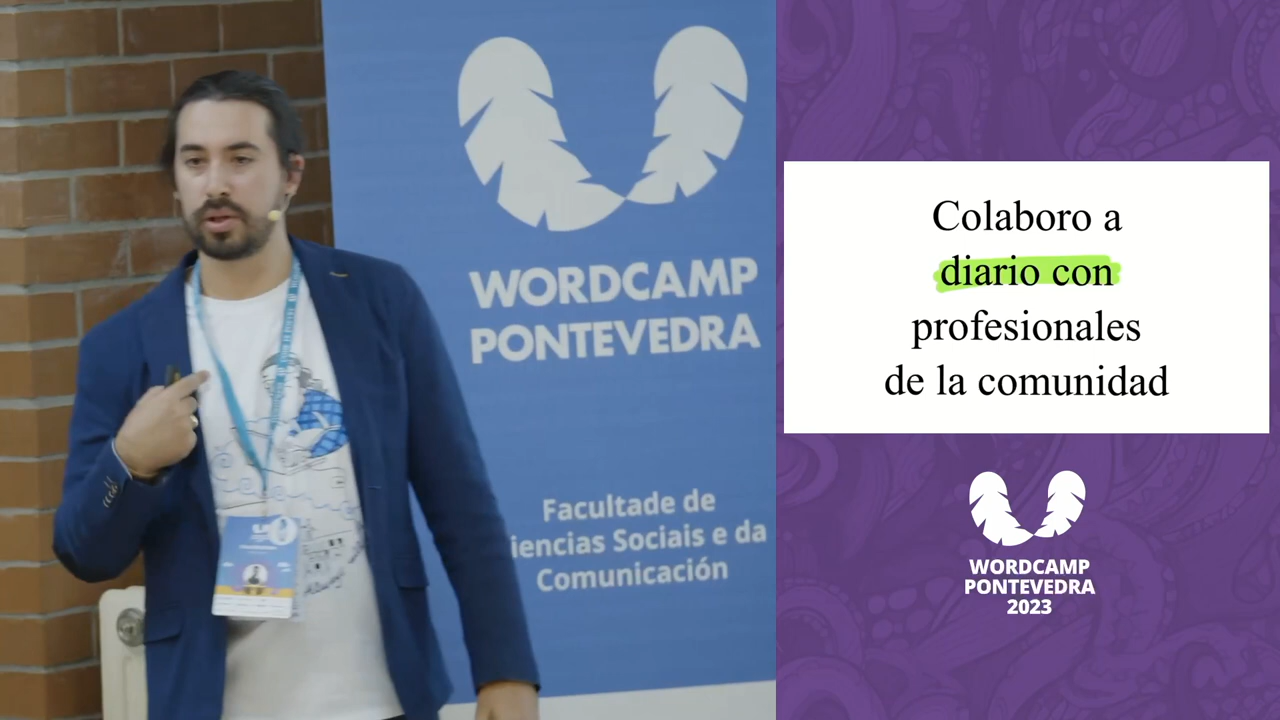 WORDCAMP
PONTEVEDRA
Facultade de
iencias Sociais e da
Comunicación
Colaboro a
diario con
profesionales
de la comunidad
WORDCAMP
PONTEVEDRA
2023